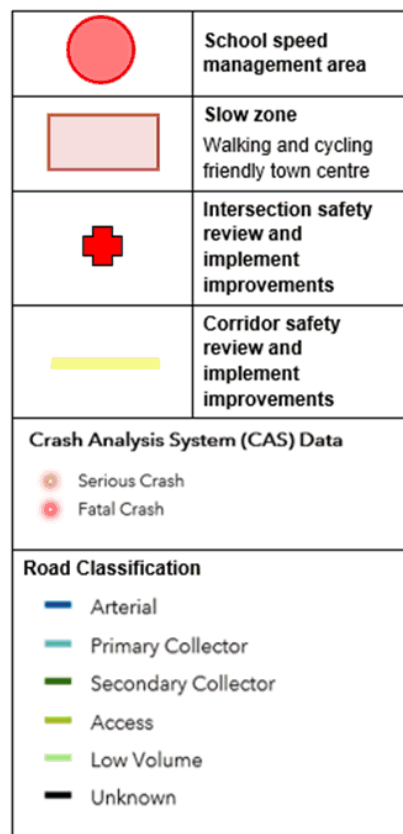 School speed
management area
Slow zone
Walking and cycling
friendly town centre
Intersection safety
review and
implement
improvements
Corridor safety
review and
implement
improvements
Crash Analysis System (CAS) Data
Serious Crash
Fatal Crash
Road Classification
Arterial
Primary Collector
Secondary Collector
Access
Low Volume
Unknown